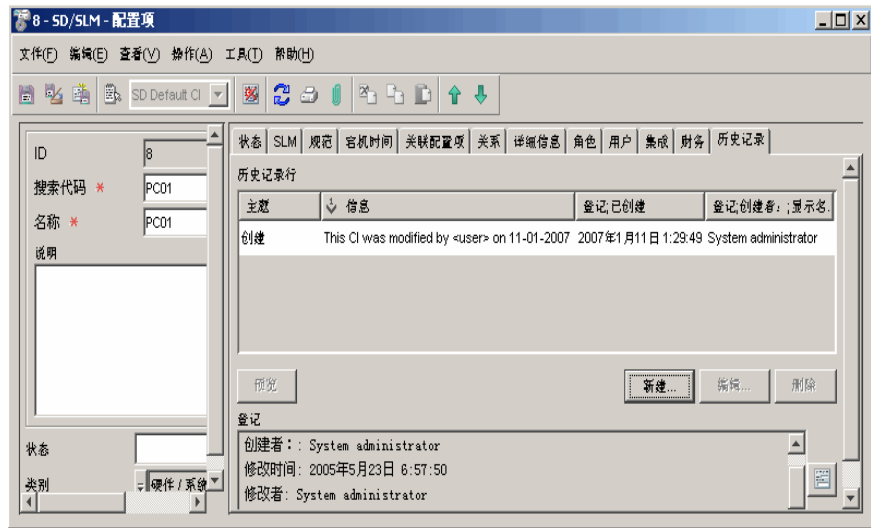 8 - SD/SLM - 配置项
文件(F) 编辑(E) 查看(V) 操作(A) 工具(T) 帮助(H)
SD Default CI
ID 8
搜索代码 * PC01
名称 * PC01
说明
状态
类别 硬件 / 系统
状态 SLM 规范 宕机时间 关联配置项 关系 详细信息 角色 用户 集成 财务 历史记录
历史记录行
主题 信息 登记;已创建 登记;创建者：;显示名.
创建 This CI was modified by <user> on 11-01-2007 2007年1月11日 1:29:49 System administrator
预览 新建... 编辑... 删除
登记
创建者：: System administrator
修改时间: 2005年5月23日 6:57:50
修改者: System administrator